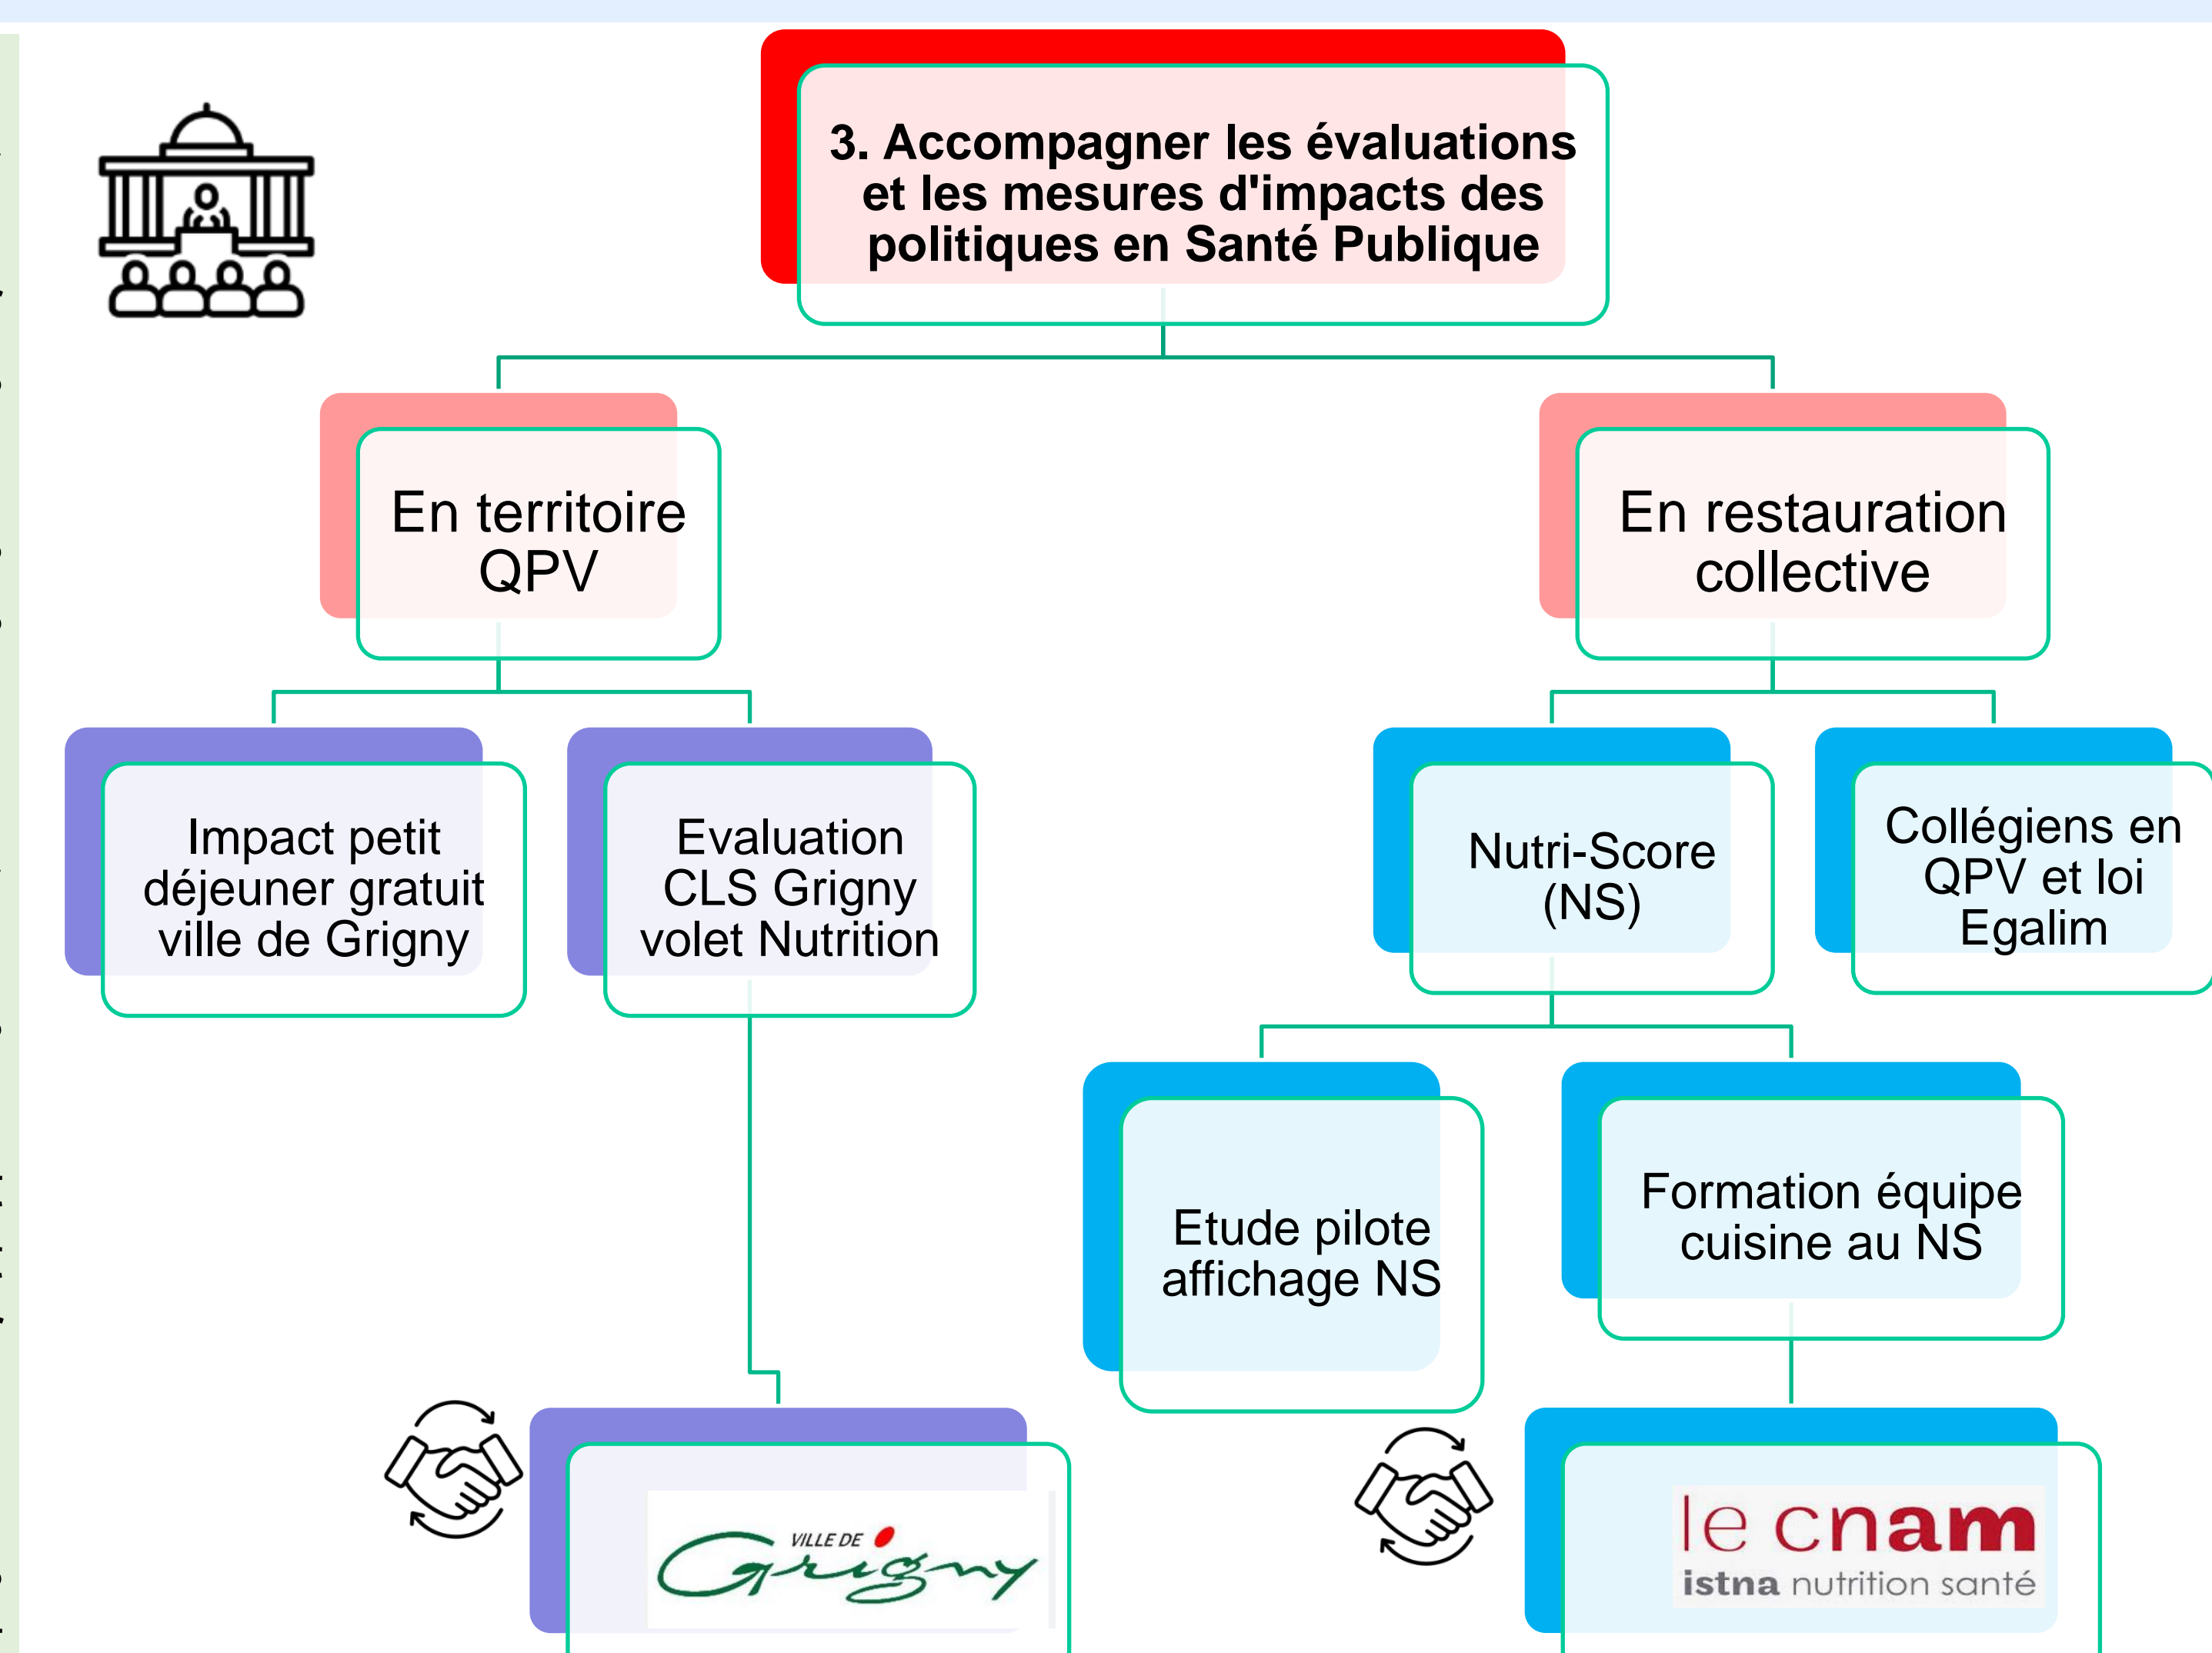 3. Accompagner les évaluations
et les mesures d'impacts des
politiques en Santé Publique
En territoire
QPV
En restauration
collective
Impact petit
déjeuner gratuit
ville de Grigny
Evaluation
CLS Grigny
volet Nutrition
Nutri-Score
(NS)
Collégiens en
QPV et loi
Egalim
Etude pilote
affichage NS
Formation équipe
cuisine au NS
VILLE DE
Grigny
le cnam
istna nutrition santé